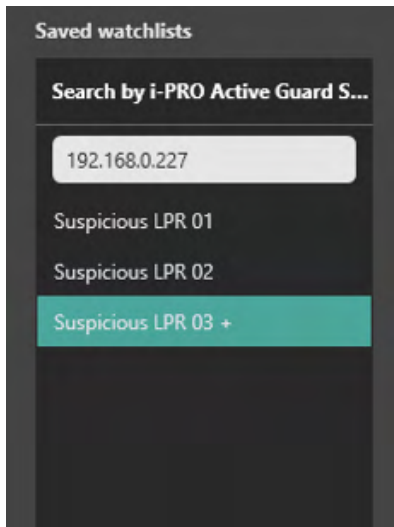 Saved watchlists
Search by i-PRO Active Guard S...
192.168.0.227
Suspicious LPR 01
Suspicious LPR 02
Suspicious LPR 03 +